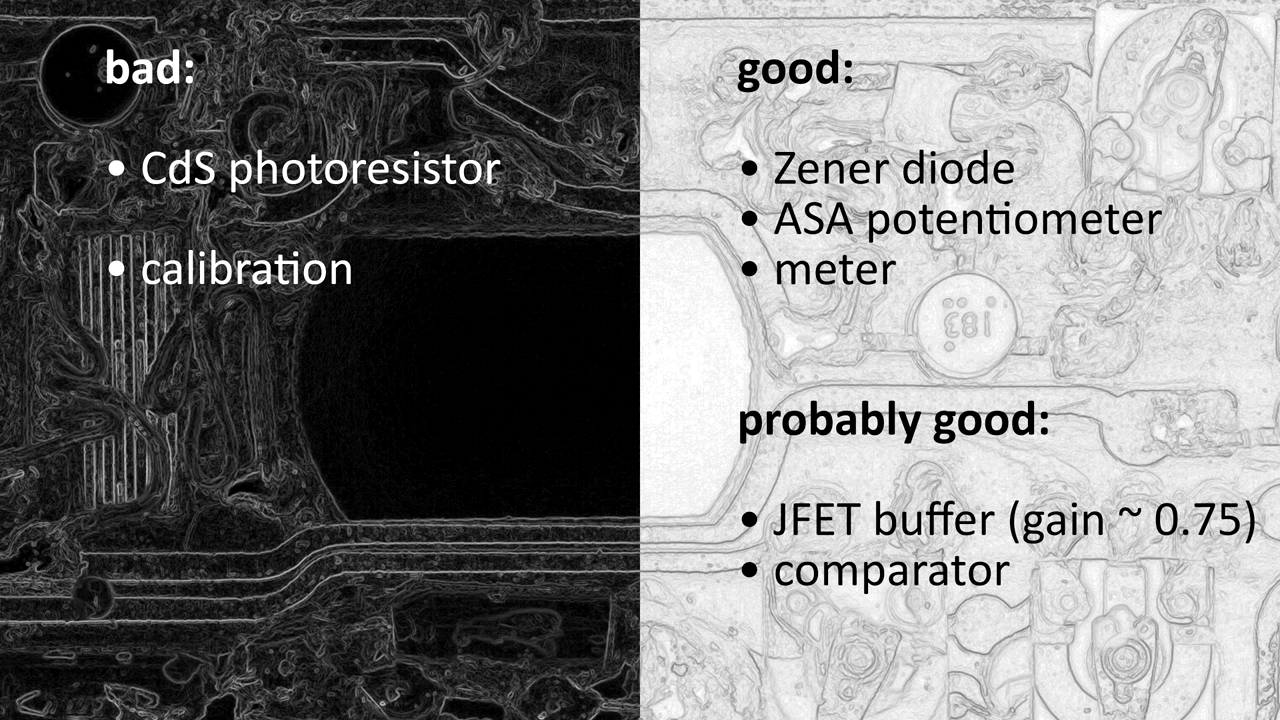 bad:
• CdS photoresistor
• calibration
good:
• Zener diode
• ASA potentiometer
• meter
probably good:
• JFET buffer (gain ~ 0.75)
• comparator